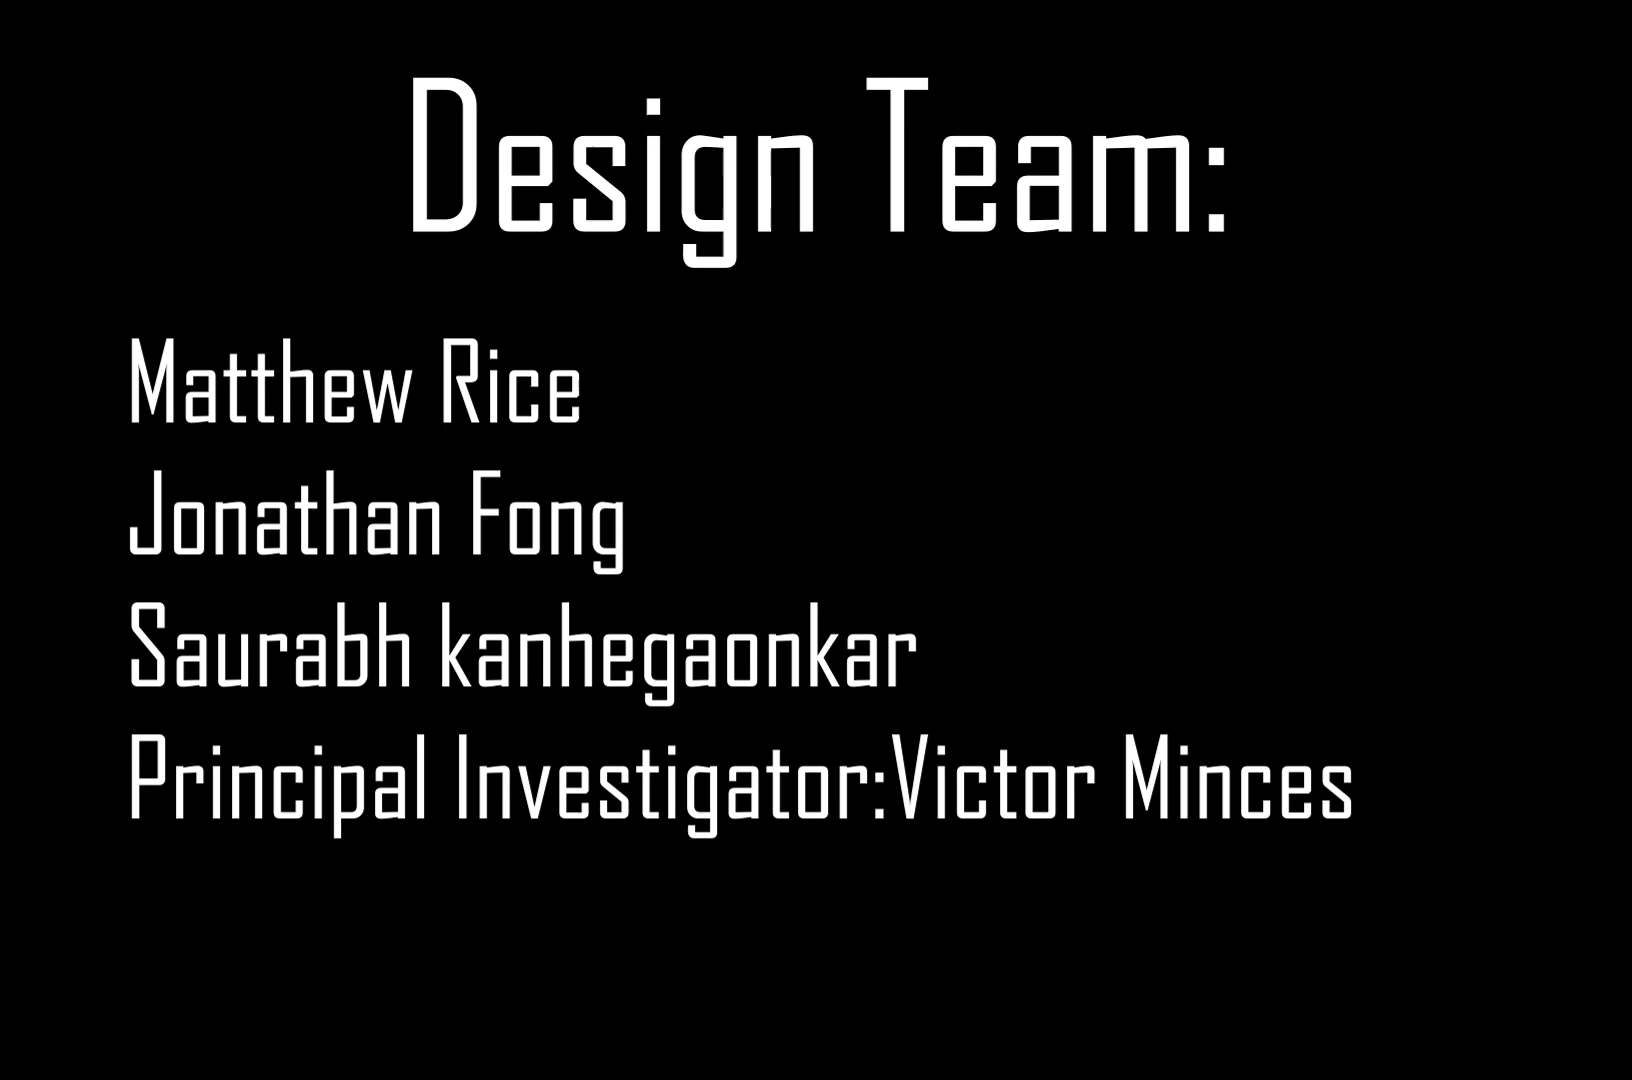 Design Team:
Matthew Rice
Jonathan Fong
Saurabh kanhegaonkar
Principal Investigator:Victor Minces